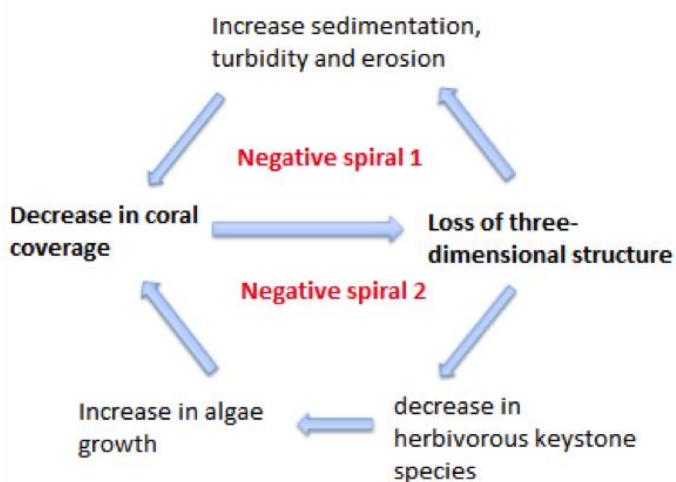 Increase sedimentation,
turbidity and erosion
Negative spiral 1
Decrease in coral
coverage
Loss of three-
dimensional structure
Negative spiral 2
Increase in algae
growth
decrease in
herbivorous keystone
species